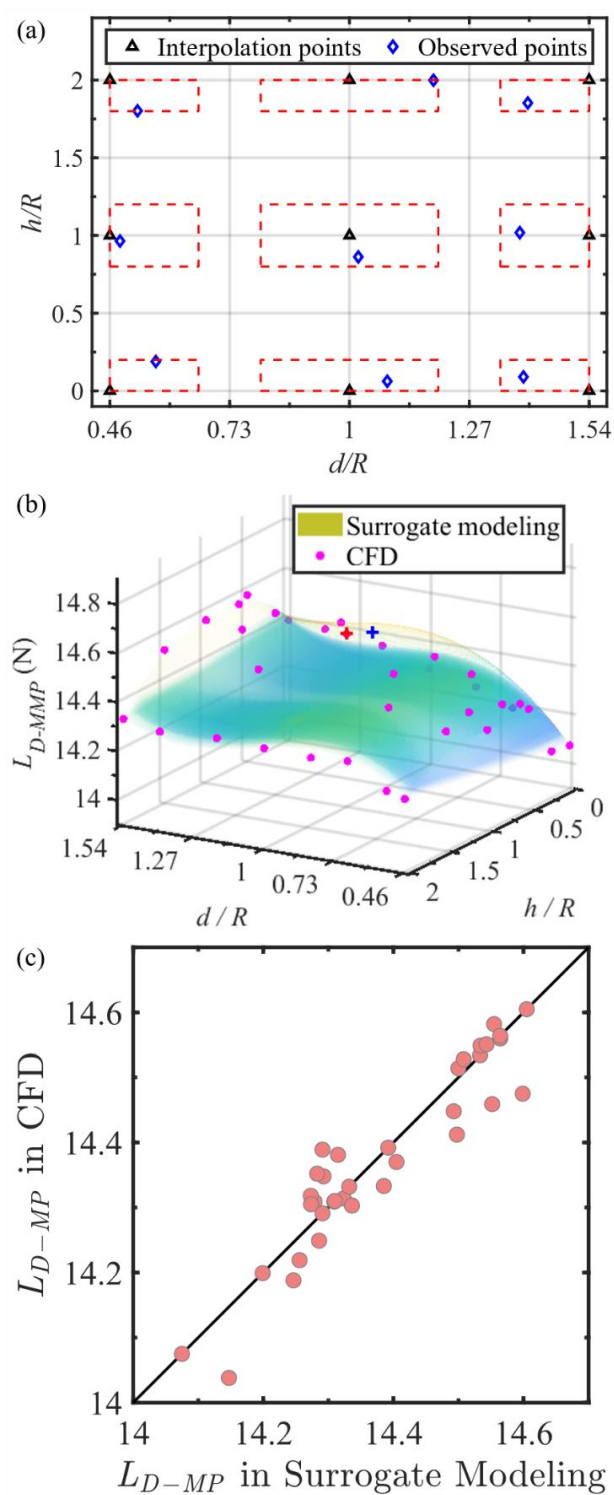 (a)
Interpolation points Observed points
2
1.5
1
0.5
0
h/R
0.46 0.73 1 1.27 1.54
d/R
(b)
Surrogate modeling
CFD
14.8
14.6
14.4
14.2
14
L_{D-MMP} (N)
1.54 1.27 1 0.73 0.46
d / R
2 1.5 1 0.5 0
h / R
(c)
14.6
14.4
14.2
14
L_{D-MP} in CFD
14 14.2 14.4 14.6
L_{D-MP} in Surrogate Modeling